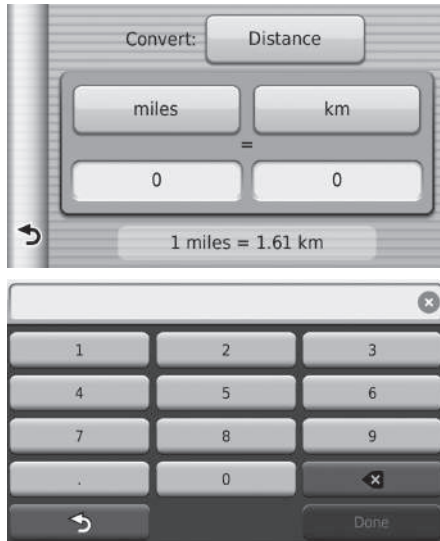 Convert: Distance
miles km
=
0 0
1 miles = 1.61 km
1 2 3
4 5 6
7 8 9
. 0
Done